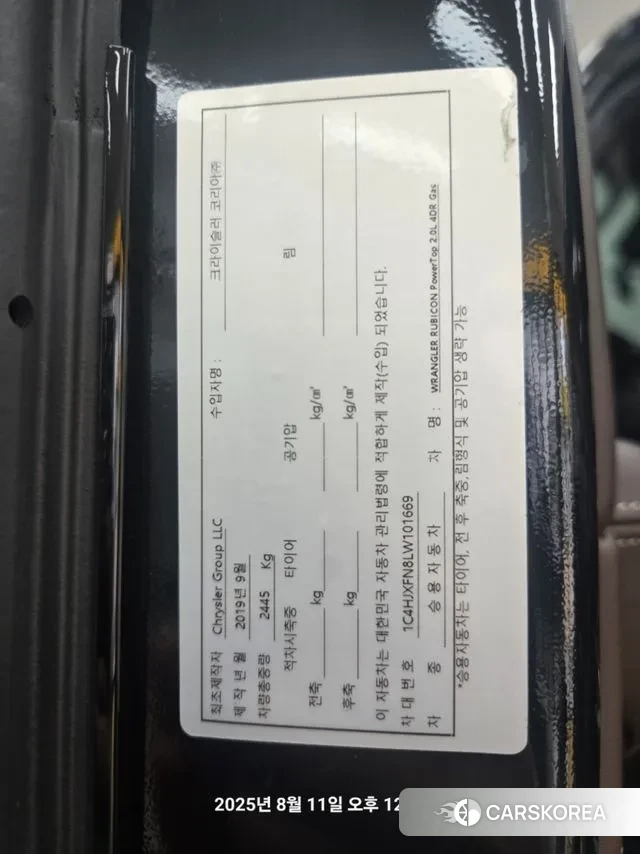 최초제작자 Chrysler Group LLC 수입자명 : 크라이슬러 코리아㈜
제 작 년 월 2019년 9월
차량총중량 2445 Kg
적차시축중 타이어 공기압 림
전축 kg kg/㎠
후축 kg kg/㎠
이 자동차는 대한민국 자동차 관리법령에 적합하게 제작(수입) 되었습니다.
차 대 번 호 1C4HJXFN8LW101669
차 종 승용자동차 차 명 : WRANGLER RUBICON PowerTop 2.0L 4DR Gas
*승용자동차는 타이어, 전 후 축중,림형식 및 공기압 생략 가능
2025년 8월 11일 오후 12
CARSKOREA